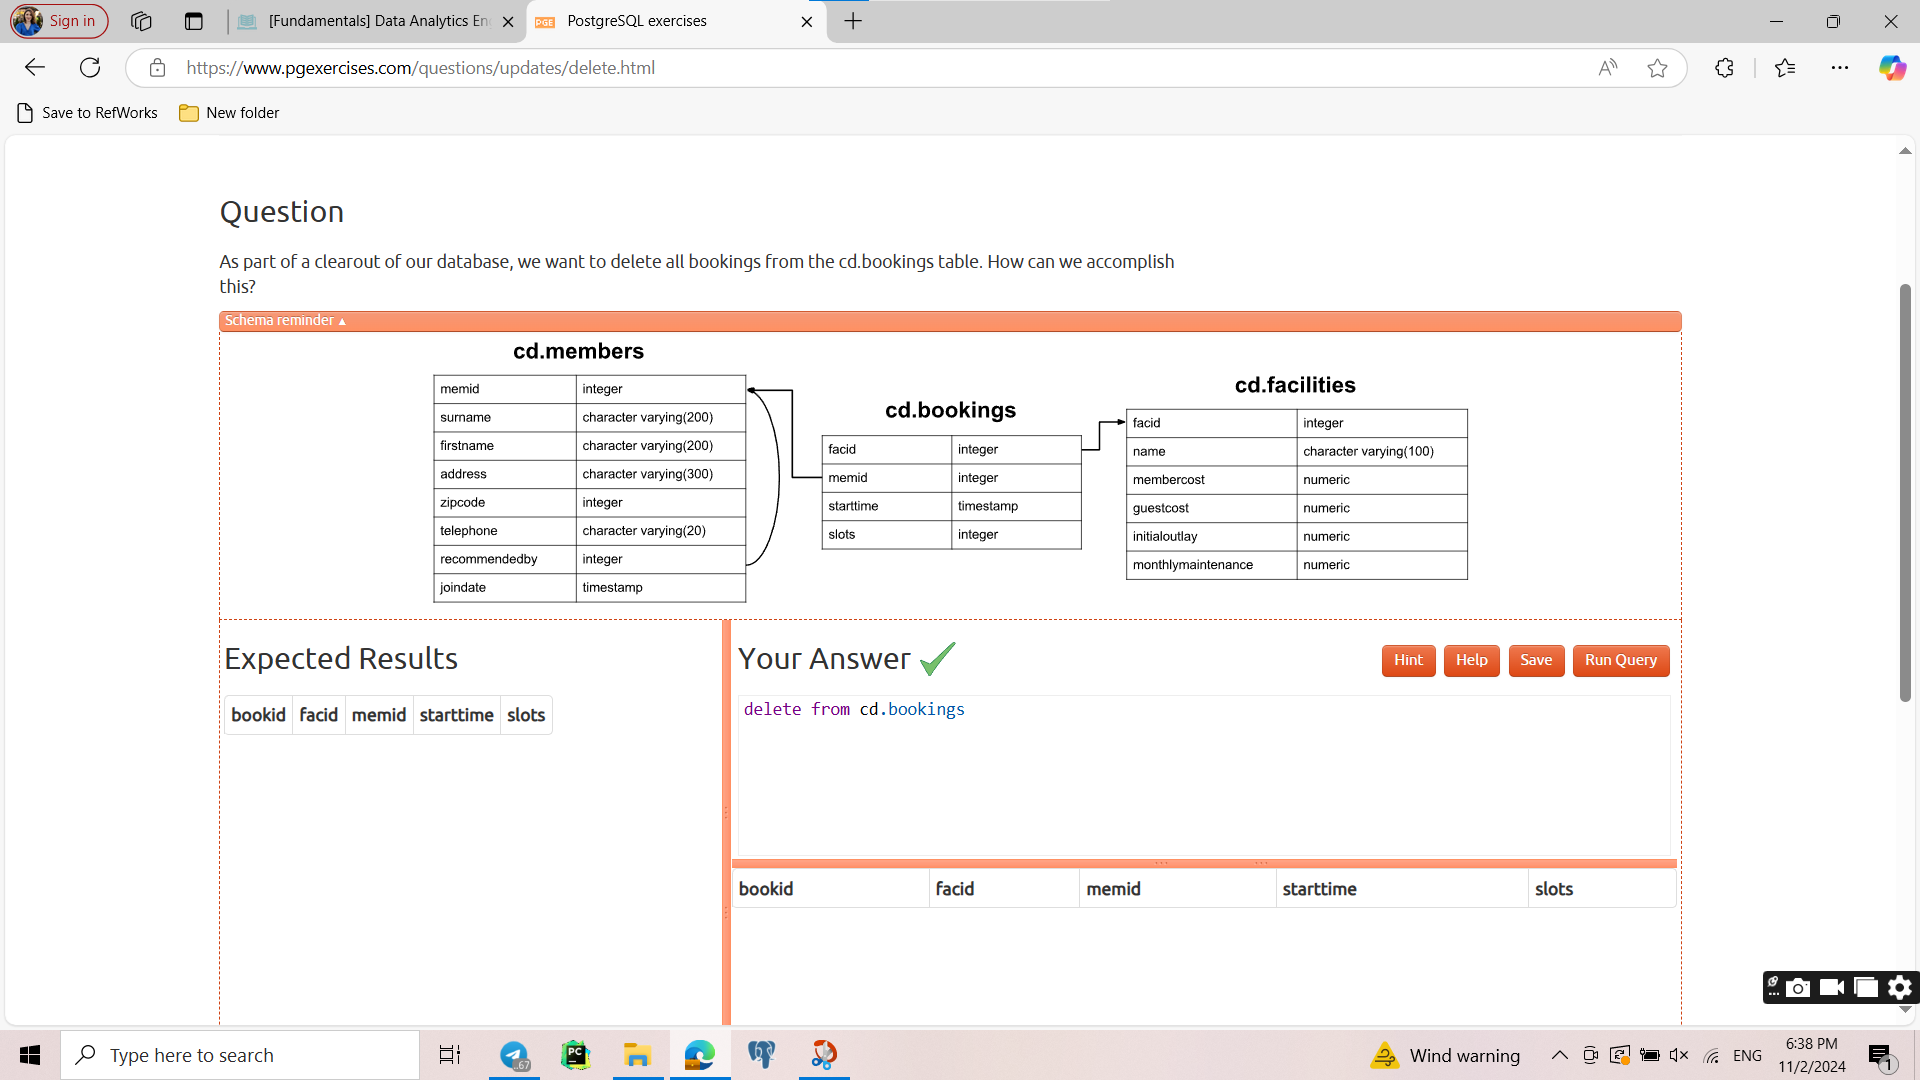 Sign in
[Fundamentals] Data Analytics En
PGE
PostgreSQL exercises
https://www.pgexercises.com/questions/updates/delete.html
Save to RefWorks
New folder
Question
As part of a clearout of our database, we want to delete all bookings from the cd.bookings table. How can we accomplish
this?
Schema reminder ▲
cd.members
memid integer
surname character varying(200)
firstname character varying(200)
address character varying(300)
zipcode integer
telephone character varying(20)
recommendedby integer
joindate timestamp
cd.bookings
facid integer
memid integer
starttime timestamp
slots integer
cd.facilities
facid integer
name character varying(100)
membercost numeric
guestcost numeric
initialoutlay numeric
monthlymaintenance numeric
Expected Results
bookid facid memid starttime slots
Your Answer
Hint Help Save Run Query
delete from cd.bookings
bookid facid memid starttime slots
Type here to search
67
PC
Wind warning
ENG
6:38 PM
11/2/2024
1